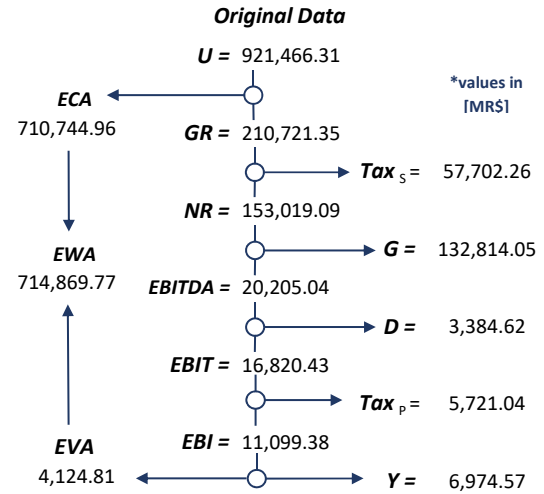 Original Data
U = 921,466.31
*values in
[MR$]
ECA
710,744.96
GR = 210,721.35
Tax S = 57,702.26
NR = 153,019.09
EWA
714,869.77
G = 132,814.05
EBITDA = 20,205.04
D = 3,384.62
EBIT = 16,820.43
Tax P = 5,721.04
EBI = 11,099.38
EVA
4,124.81
Y = 6,974.57